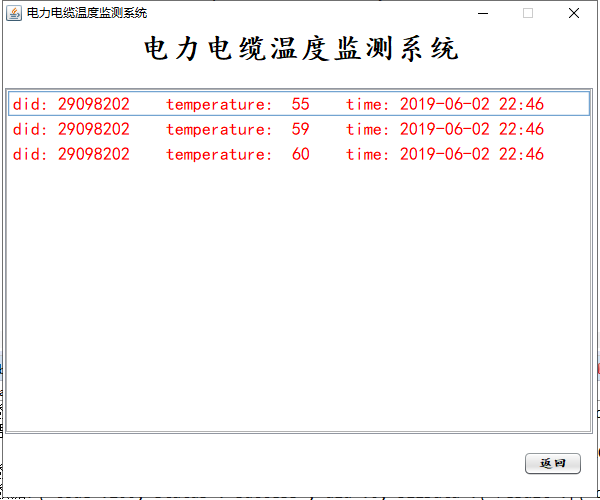 电力电缆温度监测系统
电力电缆温度监测系统
did: 29098202    temperature:  55    time: 2019-06-02 22:46
did: 29098202    temperature:  59    time: 2019-06-02 22:46
did: 29098202    temperature:  60    time: 2019-06-02 22:46
返回